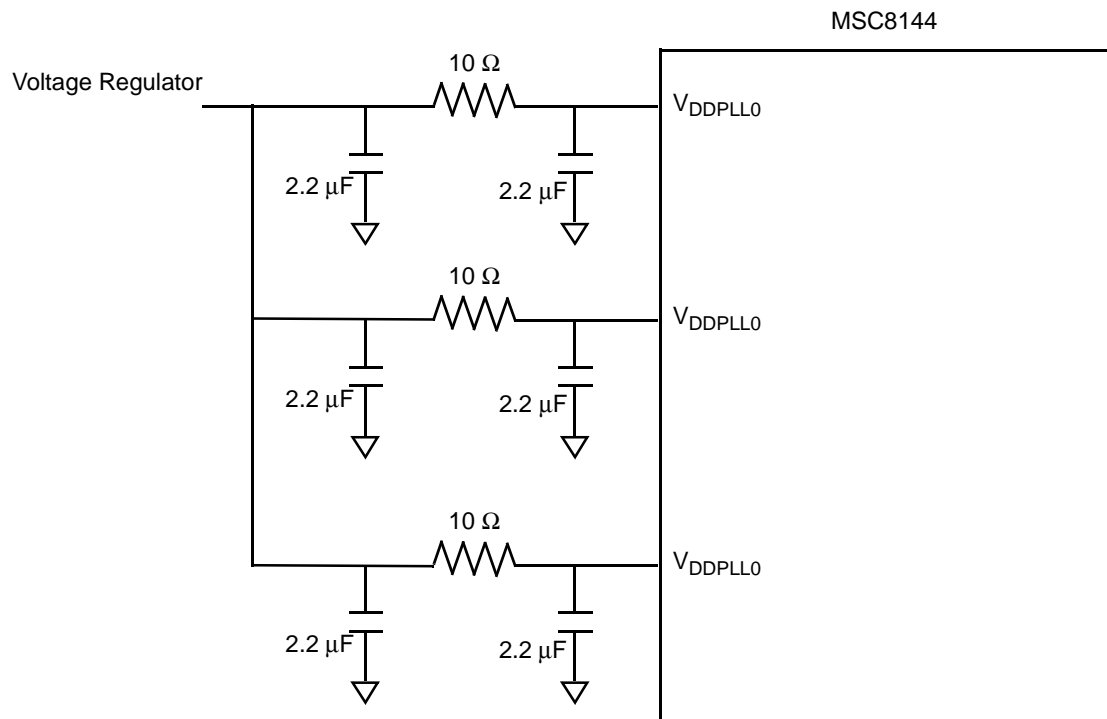 MSC8144
Voltage Regulator
10 Ω
VDDPLL0
2.2 μF
2.2 μF
10 Ω
VDDPLL0
2.2 μF
2.2 μF
10 Ω
VDDPLL0
2.2 μF
2.2 μF